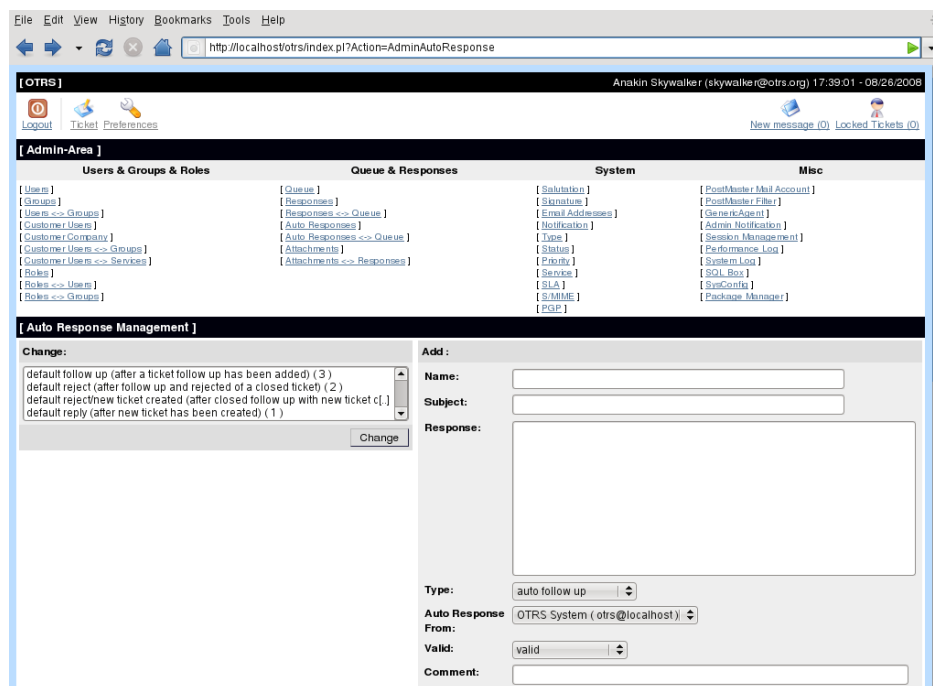 File Edit View History Bookmarks Tools Help
http://localhost/otrs/index.pl?Action=AdminAutoResponse
[ OTRS ] Anakin Skywalker (skywalker@otrs.org) 17:39:01 - 08/26/2008
Logout Ticket Preferences New message (0) Locked Tickets (0)
[ Admin-Area ]
Users & Groups & Roles Queue & Responses System Misc
[ Users ] [ Queue ] [ Salutation ] [ PostMaster Mail Account ]
[ Groups ] [ Responses ] [ Signature ] [ PostMaster Filter ]
[ Users <-> Groups ] [ Responses <-> Queue ] [ Email Addresses ] [ GenericAgent ]
[ Customer Users ] [ Auto Responses ] [ Notification ] [ Admin Notification ]
[ Customer Company ] [ Auto Responses <-> Queue ] [ Type ] [ Session Management ]
[ Customer Users <-> Groups ] [ Attachments ] [ Status ] [ Performance Log ]
[ Customer Users <-> Services ] [ Attachments <-> Responses ] [ Priority ] [ System Log ]
[ Roles ] [ Service ] [ SQL Box ]
[ Roles <-> Users ] [ SLA ] [ SysConfig ]
[ Roles <-> Groups ] [ S/MIME ] [ Package Manager ]
[ PGP ]
[ Auto Response Management ]
Change: Add :
default follow up (after a ticket follow up has been added) ( 3 )
default reject (after follow up and rejected of a closed ticket) ( 2 )
default reject/new ticket created (after closed follow up with new ticket c[..]
default reply (after new ticket has been created) ( 1 )
Change
Name:
Subject:
Response:
Type: auto follow up
Auto Response From: OTRS System ( otrs@localhost )
Valid: valid
Comment: